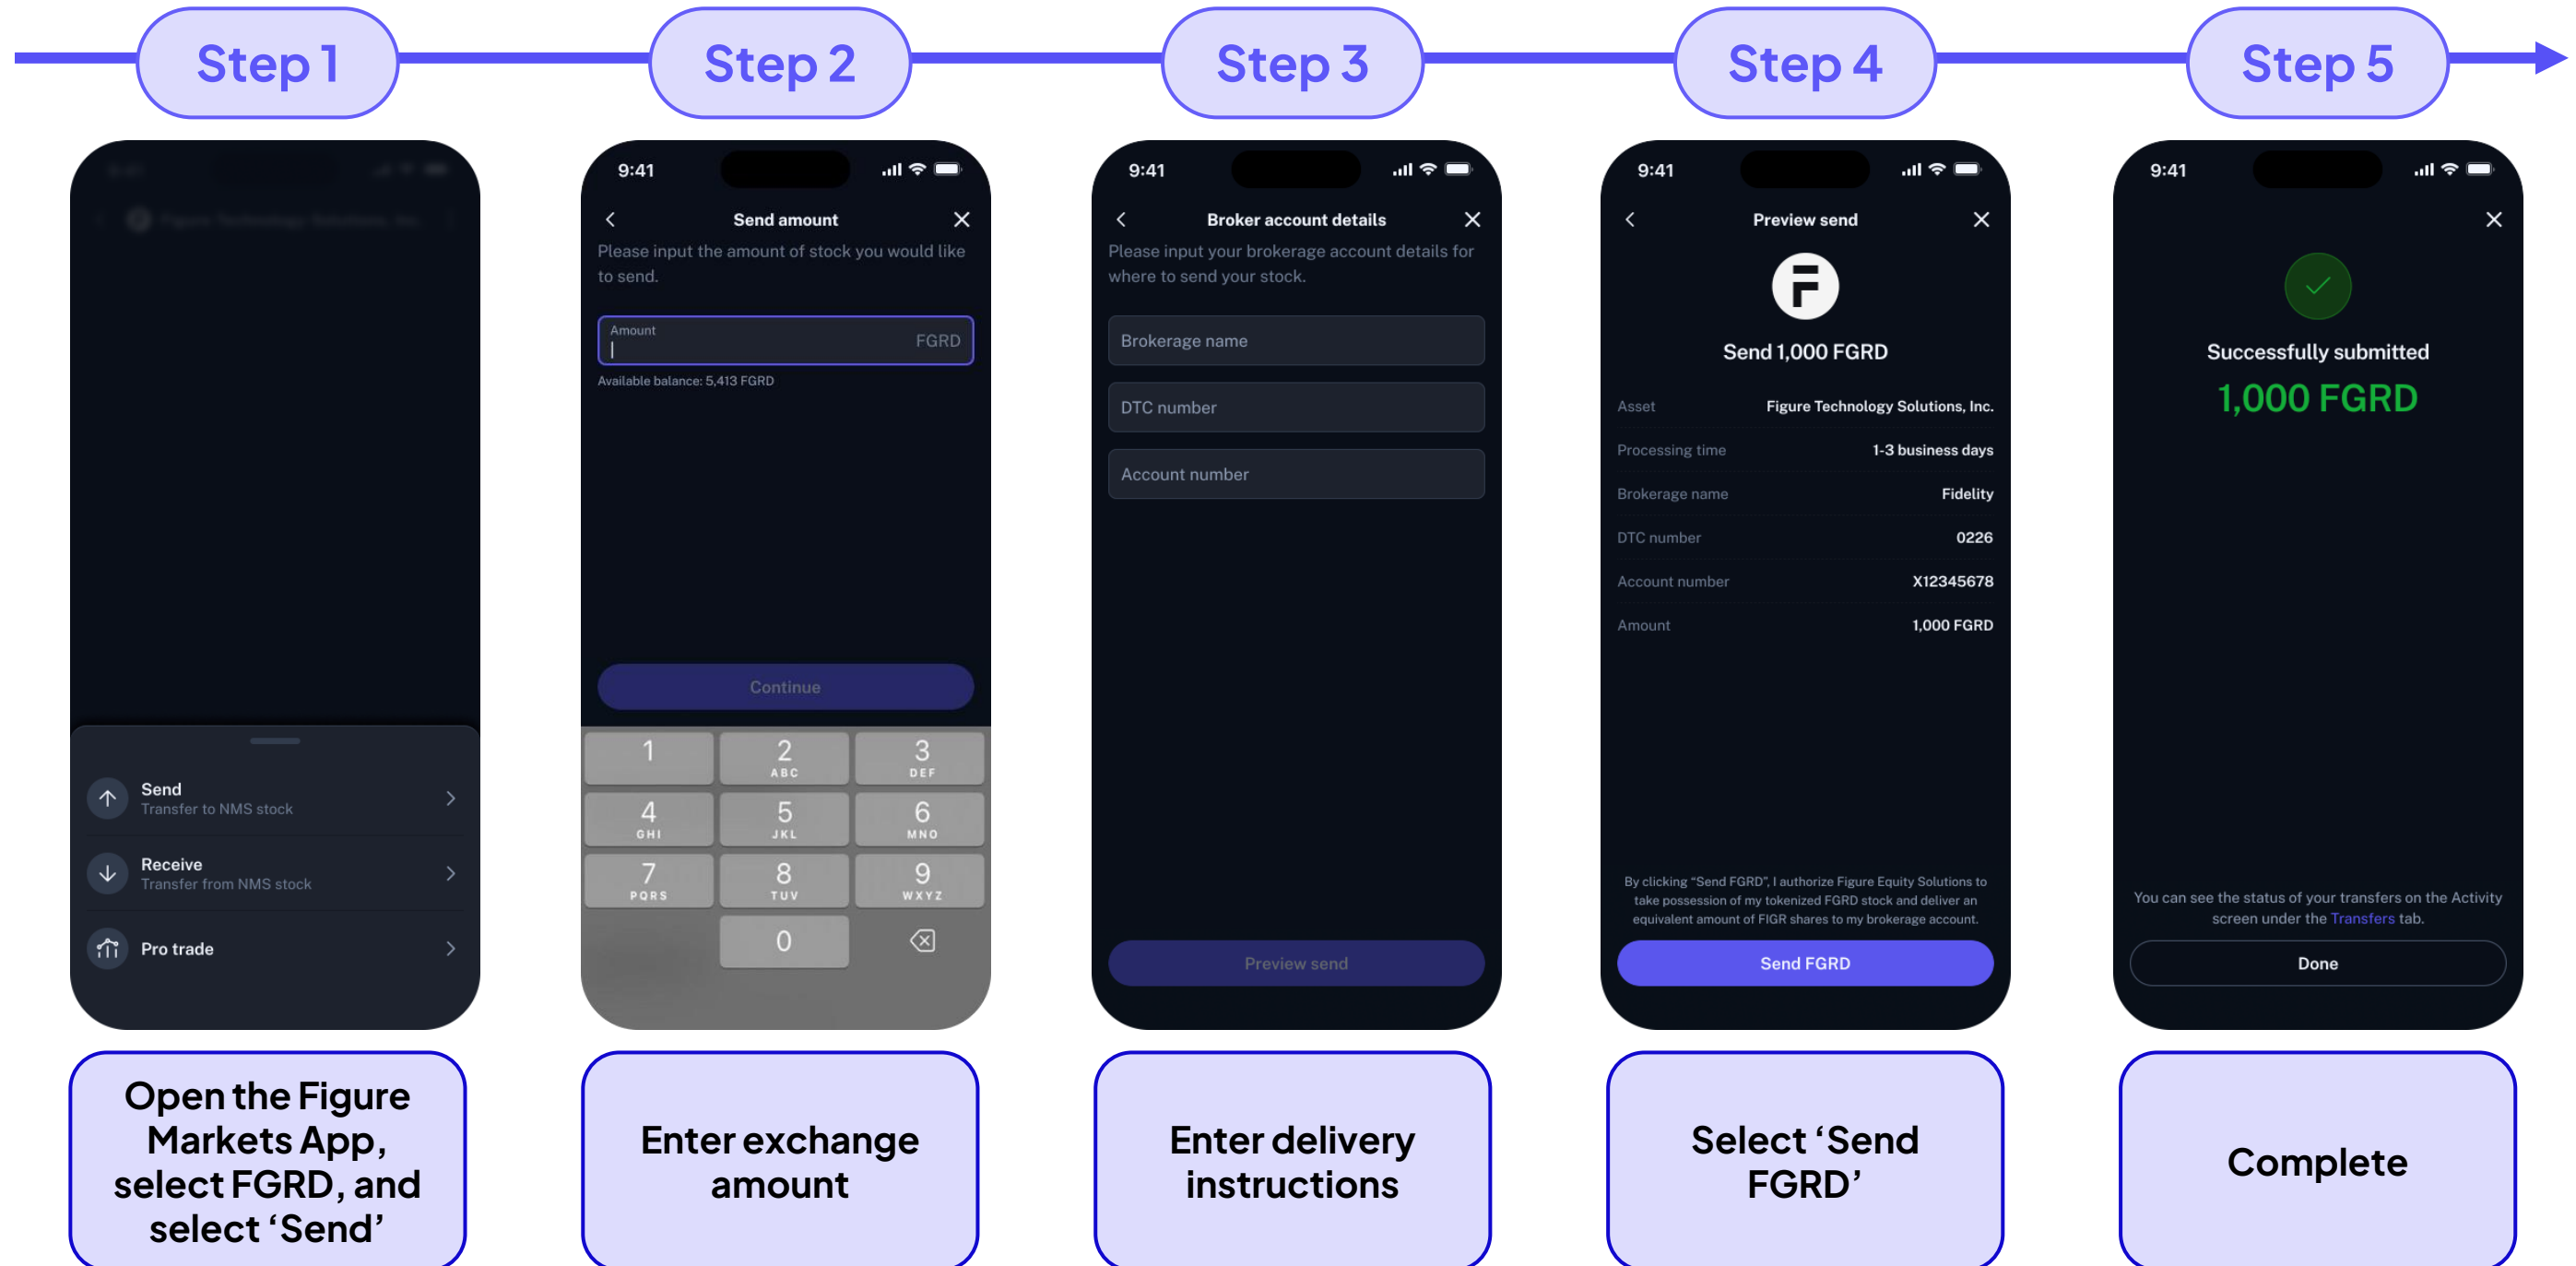 Step 1
Step 2
Step 3
Step 4
Step 5
Figure Technology Solutions, Inc.
Send
Transfer to NMS stock
Receive
Transfer from NMS stock
Pro trade
Open the Figure
Markets App,
select FGRD, and
select ‘Send’
9:41
Send amount
Please input the amount of stock you would like
to send.
Amount
FGRD
Available balance: 5,413 FGRD
Continue
1
2
ABC
3
DEF
4
GHI
5
JKL
6
MNO
7
PQRS
8
TUV
9
WXYZ
0
Enter exchange
amount
9:41
Broker account details
Please input your brokerage account details for
where to send your stock.
Brokerage name
DTC number
Account number
Preview send
Enter delivery
instructions
9:41
Preview send
Send 1,000 FGRD
Asset Figure Technology Solutions, Inc.
Processing time 1-3 business days
Brokerage name Fidelity
DTC number 0226
Account number X12345678
Amount 1,000 FGRD
By clicking “Send FGRD”, I authorize Figure Equity Solutions to
take possession of my tokenized FGRD stock and deliver an
equivalent amount of FIGR shares to my brokerage account.
Send FGRD
Select ‘Send
FGRD’
9:41
Successfully submitted
1,000 FGRD
You can see the status of your transfers on the Activity
screen under the Transfers tab.
Done
Complete